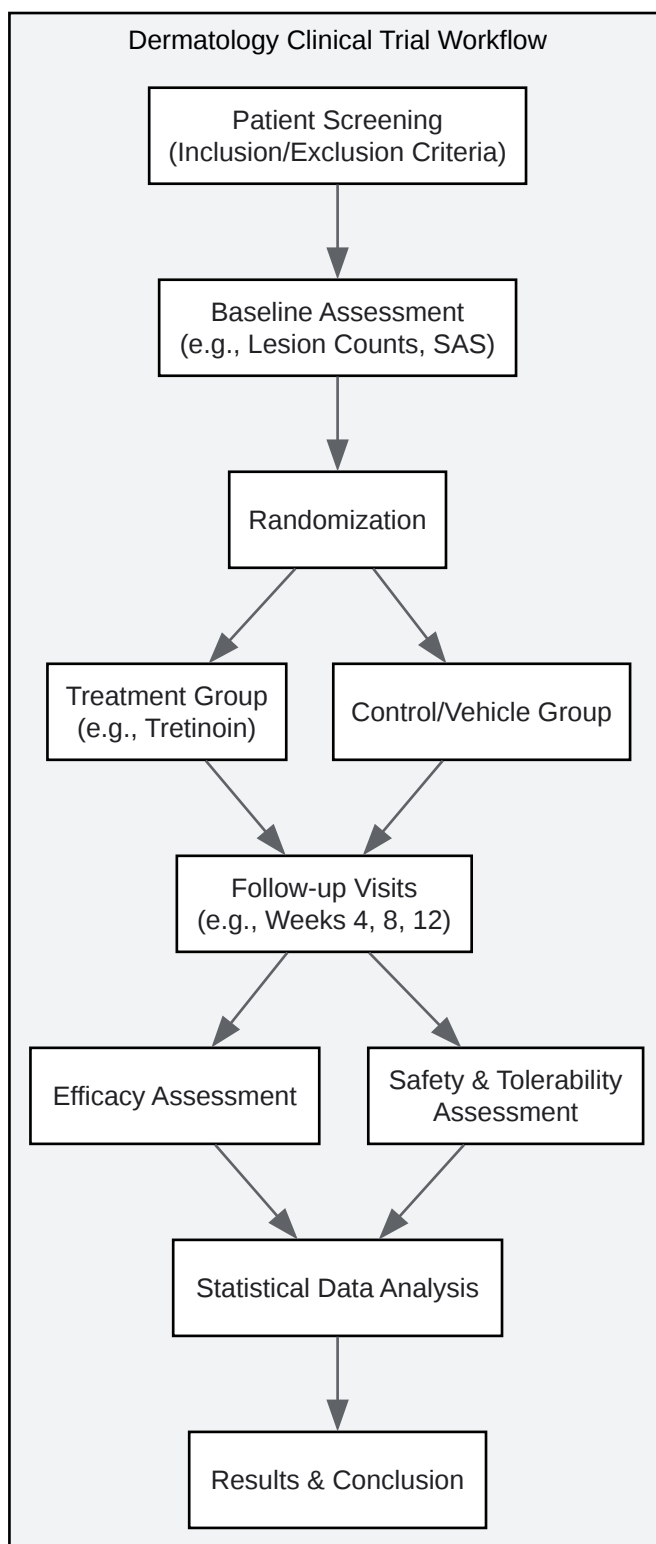 Dermatology Clinical Trial Workflow
Patient Screening
(Inclusion/Exclusion Criteria)
Baseline Assessment
(e.g., Lesion Counts, SAS)
Randomization
Treatment Group
(e.g., Tretinoin)
Control/Vehicle Group
Follow-up Visits
(e.g., Weeks 4, 8, 12)
Efficacy Assessment
Safety & Tolerability
Assessment
Statistical Data Analysis
Results & Conclusion